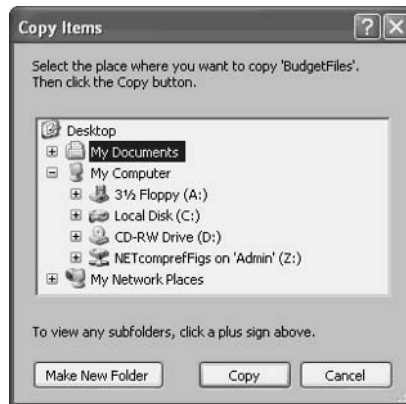 Copy Items
Select the place where you want to copy 'BudgetFiles'.
Then click the Copy button.
Desktop
My Documents
My Computer
3½ Floppy (A:)
Local Disk (C:)
CD-RW Drive (D:)
NETcomprefFigs on 'Admin' (Z:)
My Network Places
To view any subfolders, click a plus sign above.
Make New Folder Copy Cancel